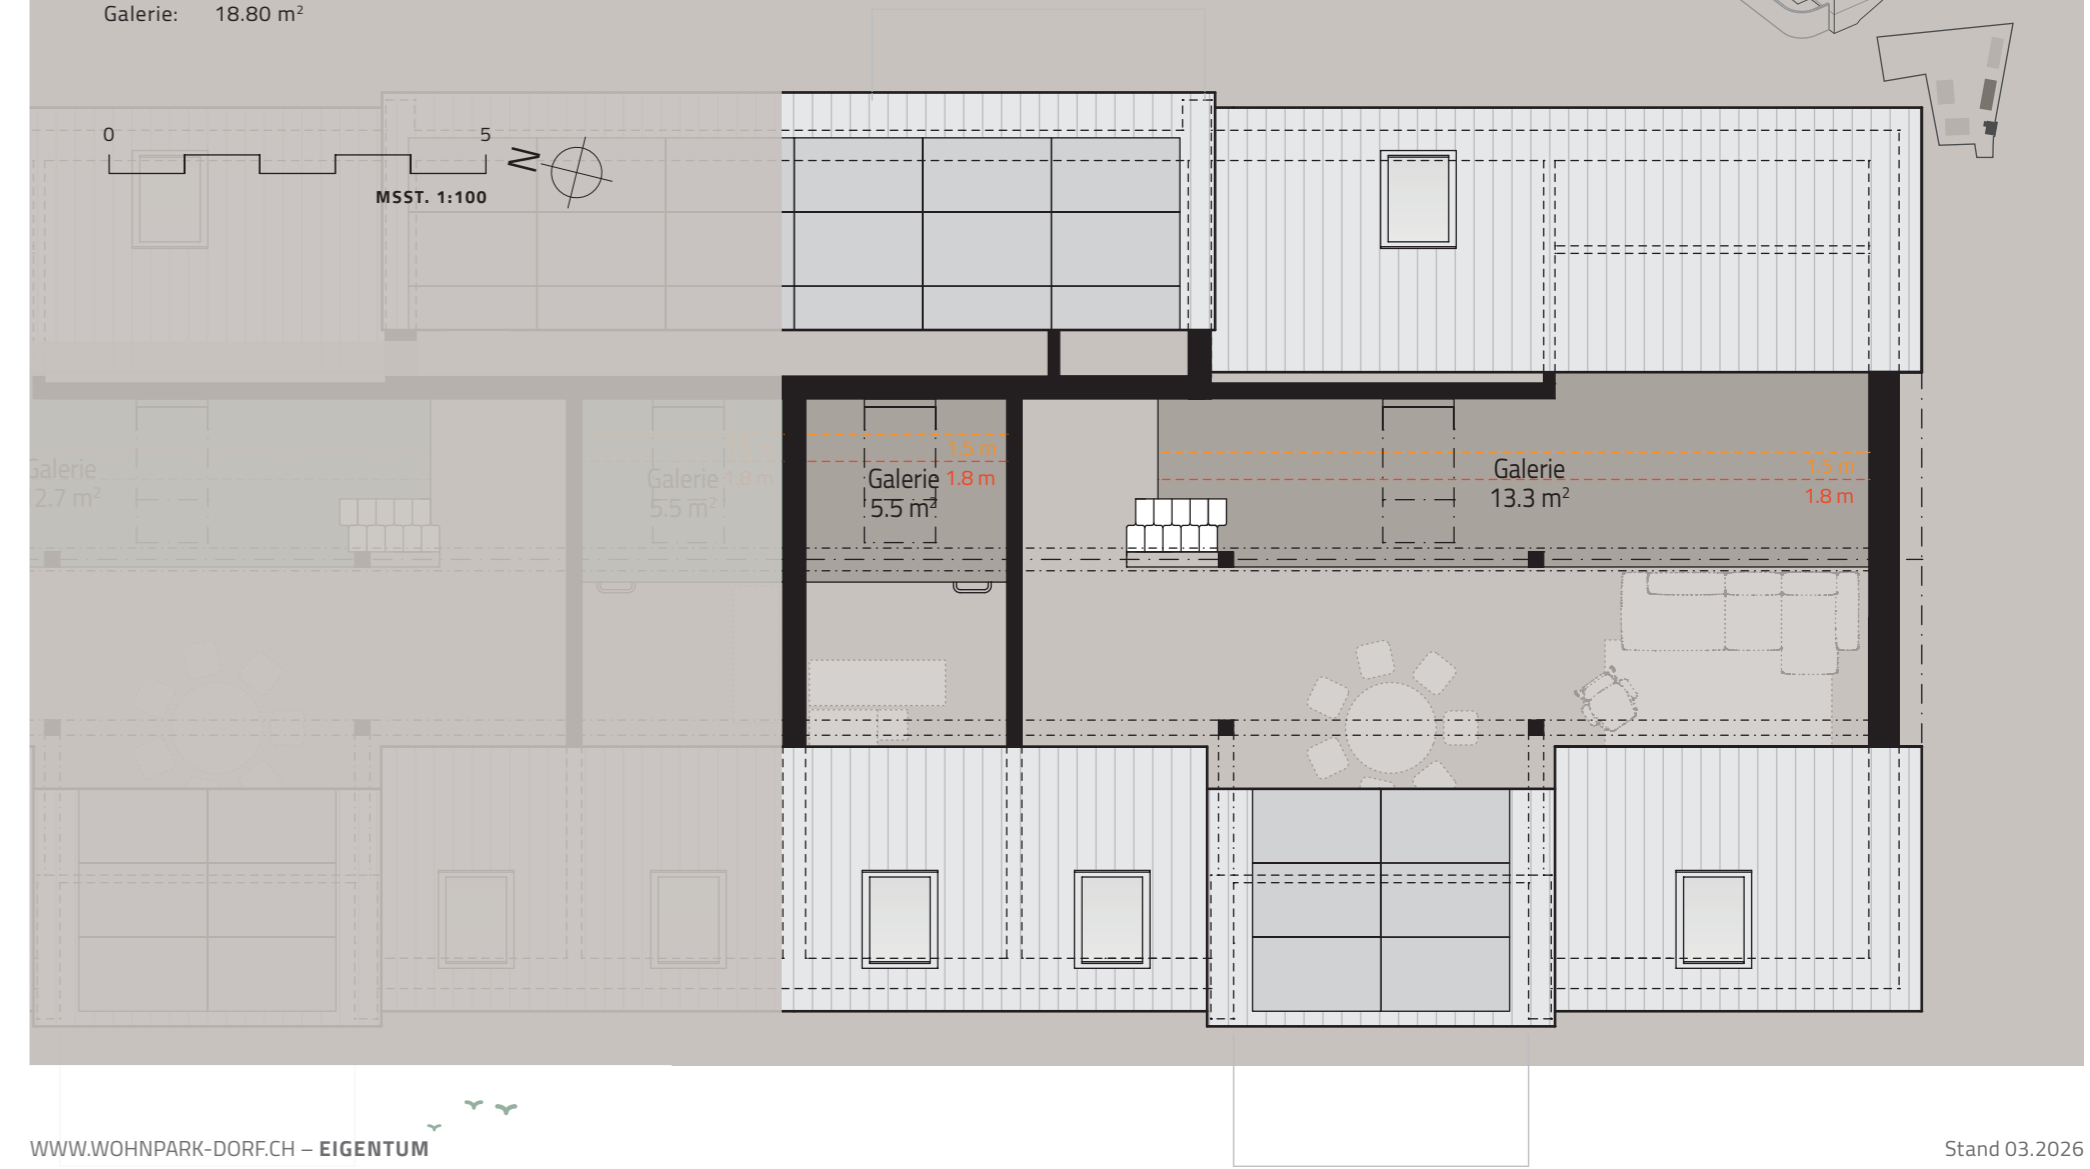 Galerie: 18.80 m²
0 5
N
MSST. 1:100
1.5 m
1.8 m
Galerie
5.5 m²
1.5 m
1.8 m
Galerie
13.3 m²
Galerie
2.7 m²
Galerie 1.8 m
5.5 m²
WWW.WOHNPARK-DORF.CH – EIGENTUM
Stand 03.2026